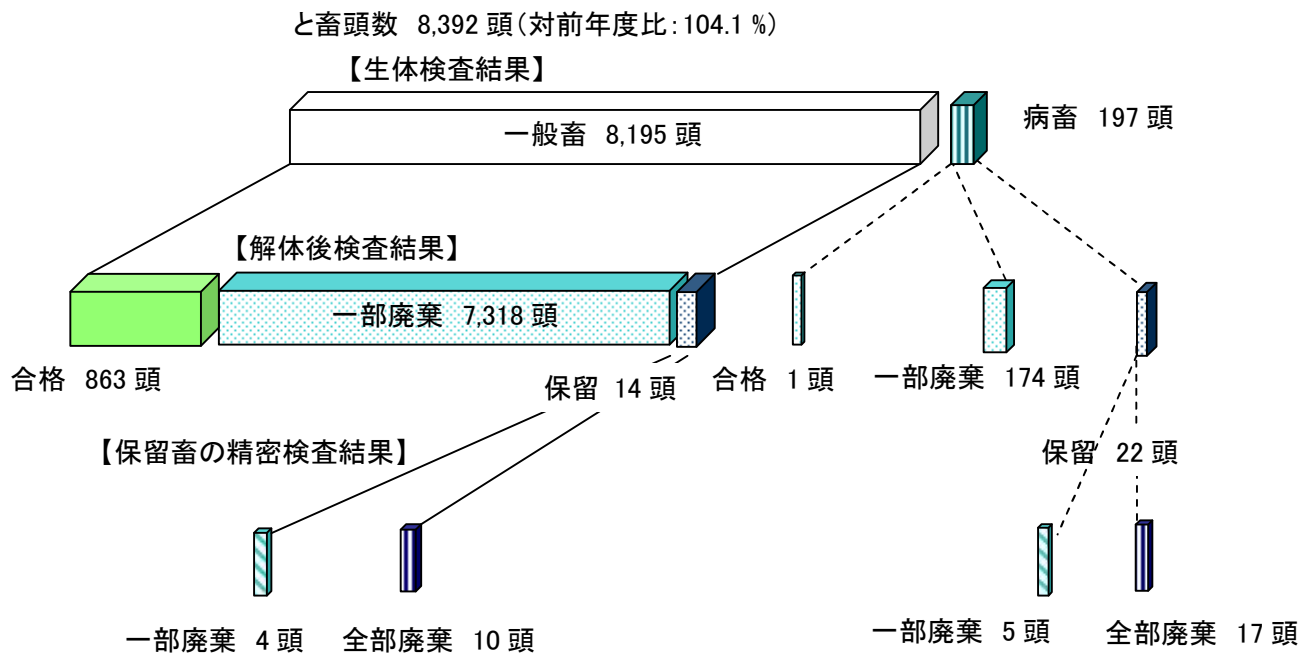 と畜頭数 8,392 頭(対前年度比:104.1 %)
【生体検査結果】
一般畜 8,195 頭
病畜 197 頭
【解体後検査結果】
一部廃棄 7,318 頭
合格 863 頭
保留 14 頭
合格 1 頭
一部廃棄 174 頭
【保留畜の精密検査結果】
保留 22 頭
一部廃棄 4 頭
全部廃棄 10 頭
一部廃棄 5 頭
全部廃棄 17 頭